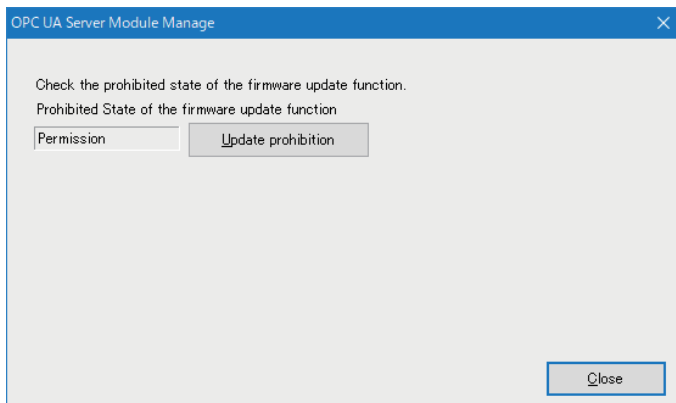 OPC UA Server Module Manage
Check the prohibited state of the firmware update function.
Prohibited State of the firmware update function
Permission
Update prohibition
Close